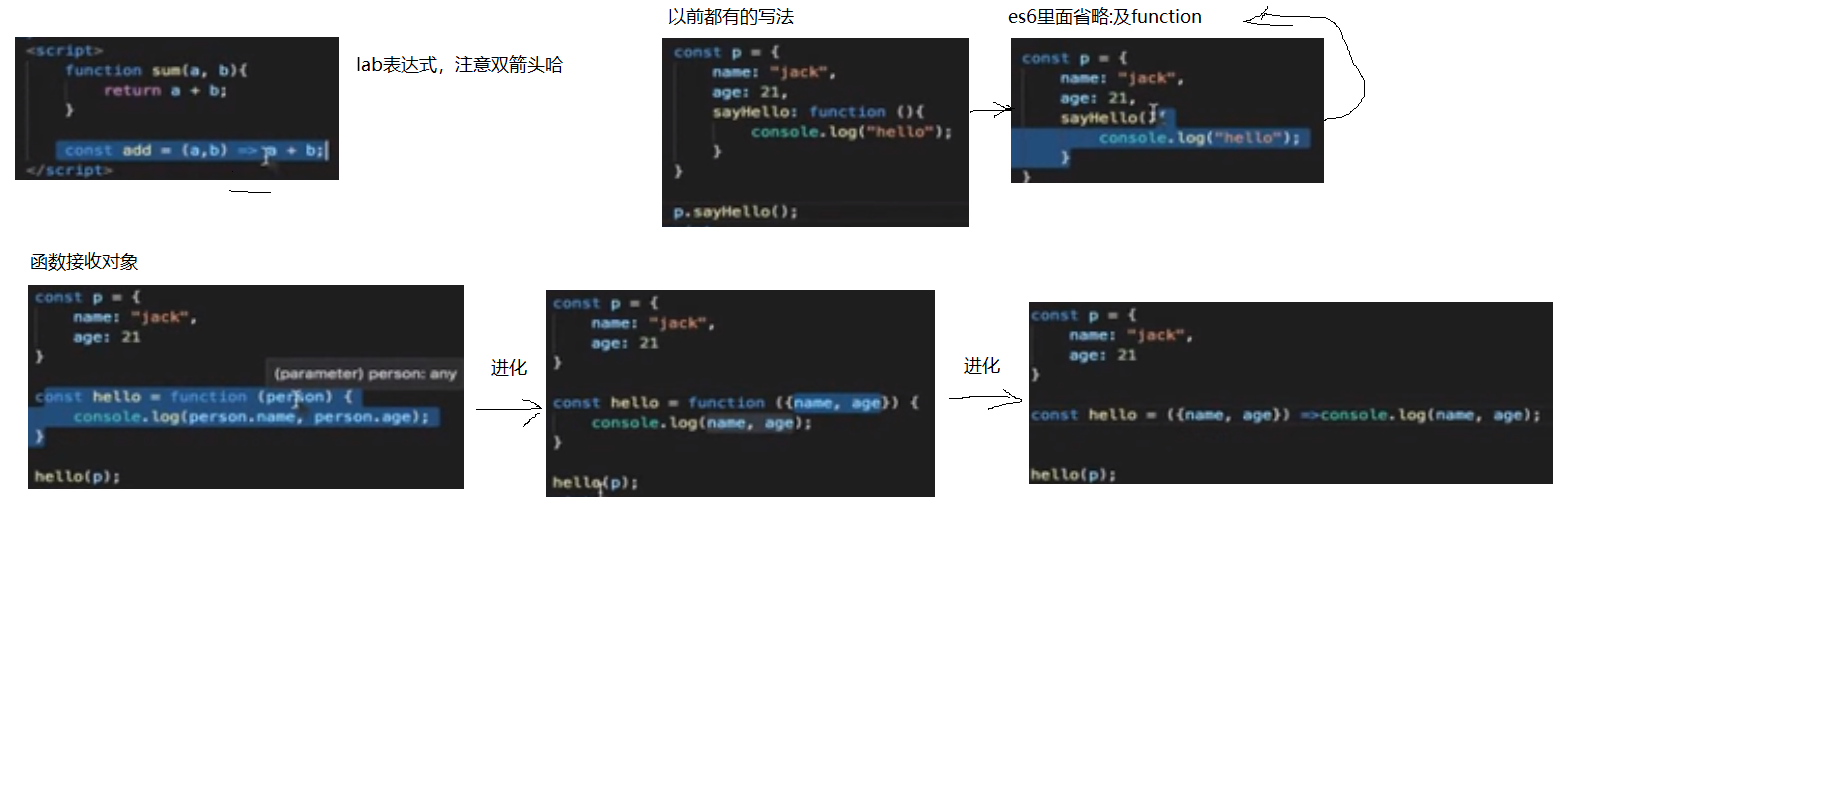 以前都有的写法
es6里面省略:及function
<script>
function sum(a, b){
return a + b;
}
const add = (a,b) => a + b;
</script>
lab表达式，注意双箭头哈
const p = {
name: "jack",
age: 21,
sayHello: function (){
console.log("hello");
}
}
p.sayHello();
const p = {
name: "jack",
age: 21,
sayHello(){
console.log("hello");
}
}
函数接收对象
const p = {
name: "jack",
age: 21
}
(parameter) person: any
const hello = function (person) {
console.log(person.name, person.age);
}
hello(p);
进化
const p = {
name: "jack",
age: 21
}
const hello = function ({name, age}) {
console.log(name, age);
}
hello(p);
进化
const p = {
name: "jack",
age: 21
}
const hello = ({name, age}) =>console.log(name, age);
hello(p);